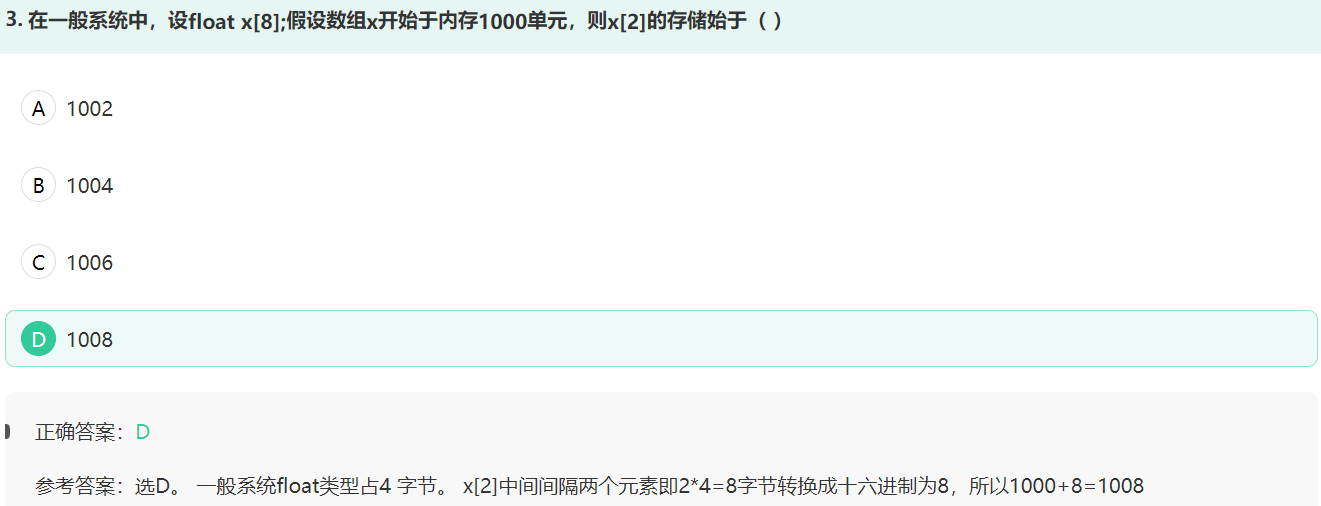 3. 在一般系统中，设float x[8];假设数组x开始于内存1000单元，则x[2]的存储始于（ ）
A 1002
B 1004
C 1006
D 1008
正确答案：D
参考答案：选D。 一般系统float类型占4 字节。 x[2]中间间隔两个元素即2*4=8字节转换成十六进制为8，所以1000+8=1008